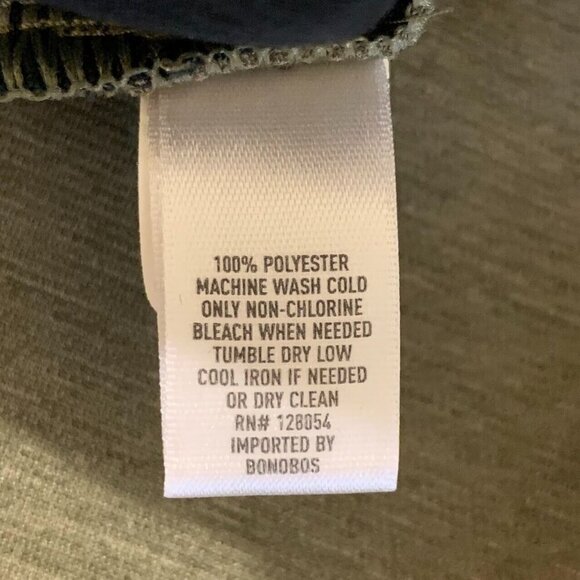 100% POLYESTER
MACHINE WASH COLD
ONLY NON-CHLORINE
BLEACH WHEN NEEDED
TUMBLE DRY LOW
COOL IRON IF NEEDED
OR DRY CLEAN
RN# 128054
IMPORTED BY
BONOBOS